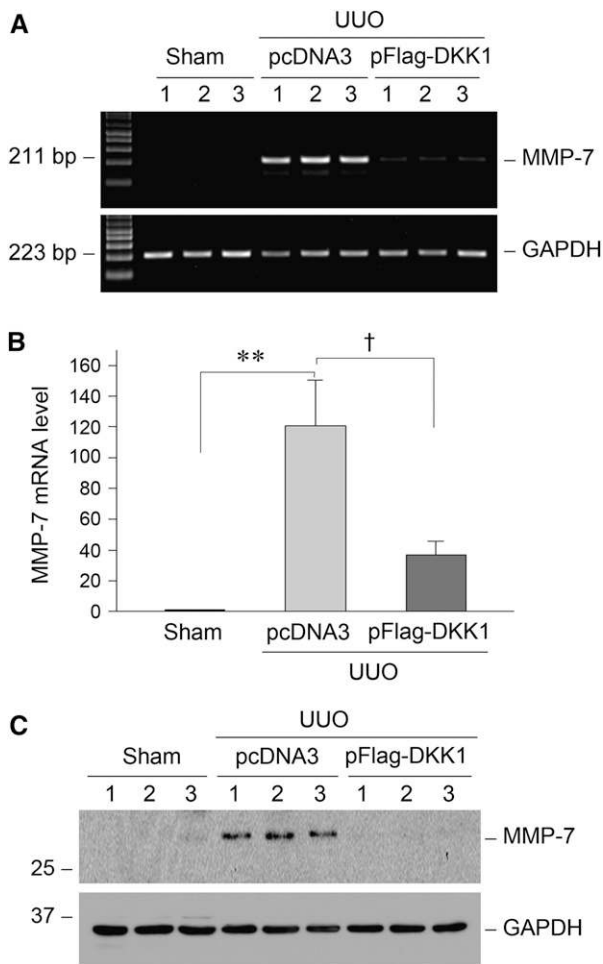 A
UUO
Sham pcDNA3 pFlag-DKK1
1 2 3 1 2 3 1 2 3
211 bp – – MMP-7
223 bp – – GAPDH
B
MMP-7 mRNA level
160
140
120
100
80
60
40
20
0
** †
Sham pcDNA3 pFlag-DKK1
UUO
C
UUO
Sham pcDNA3 pFlag-DKK1
1 2 3 1 2 3 1 2 3
– MMP-7
25 –
37 –
– GAPDH